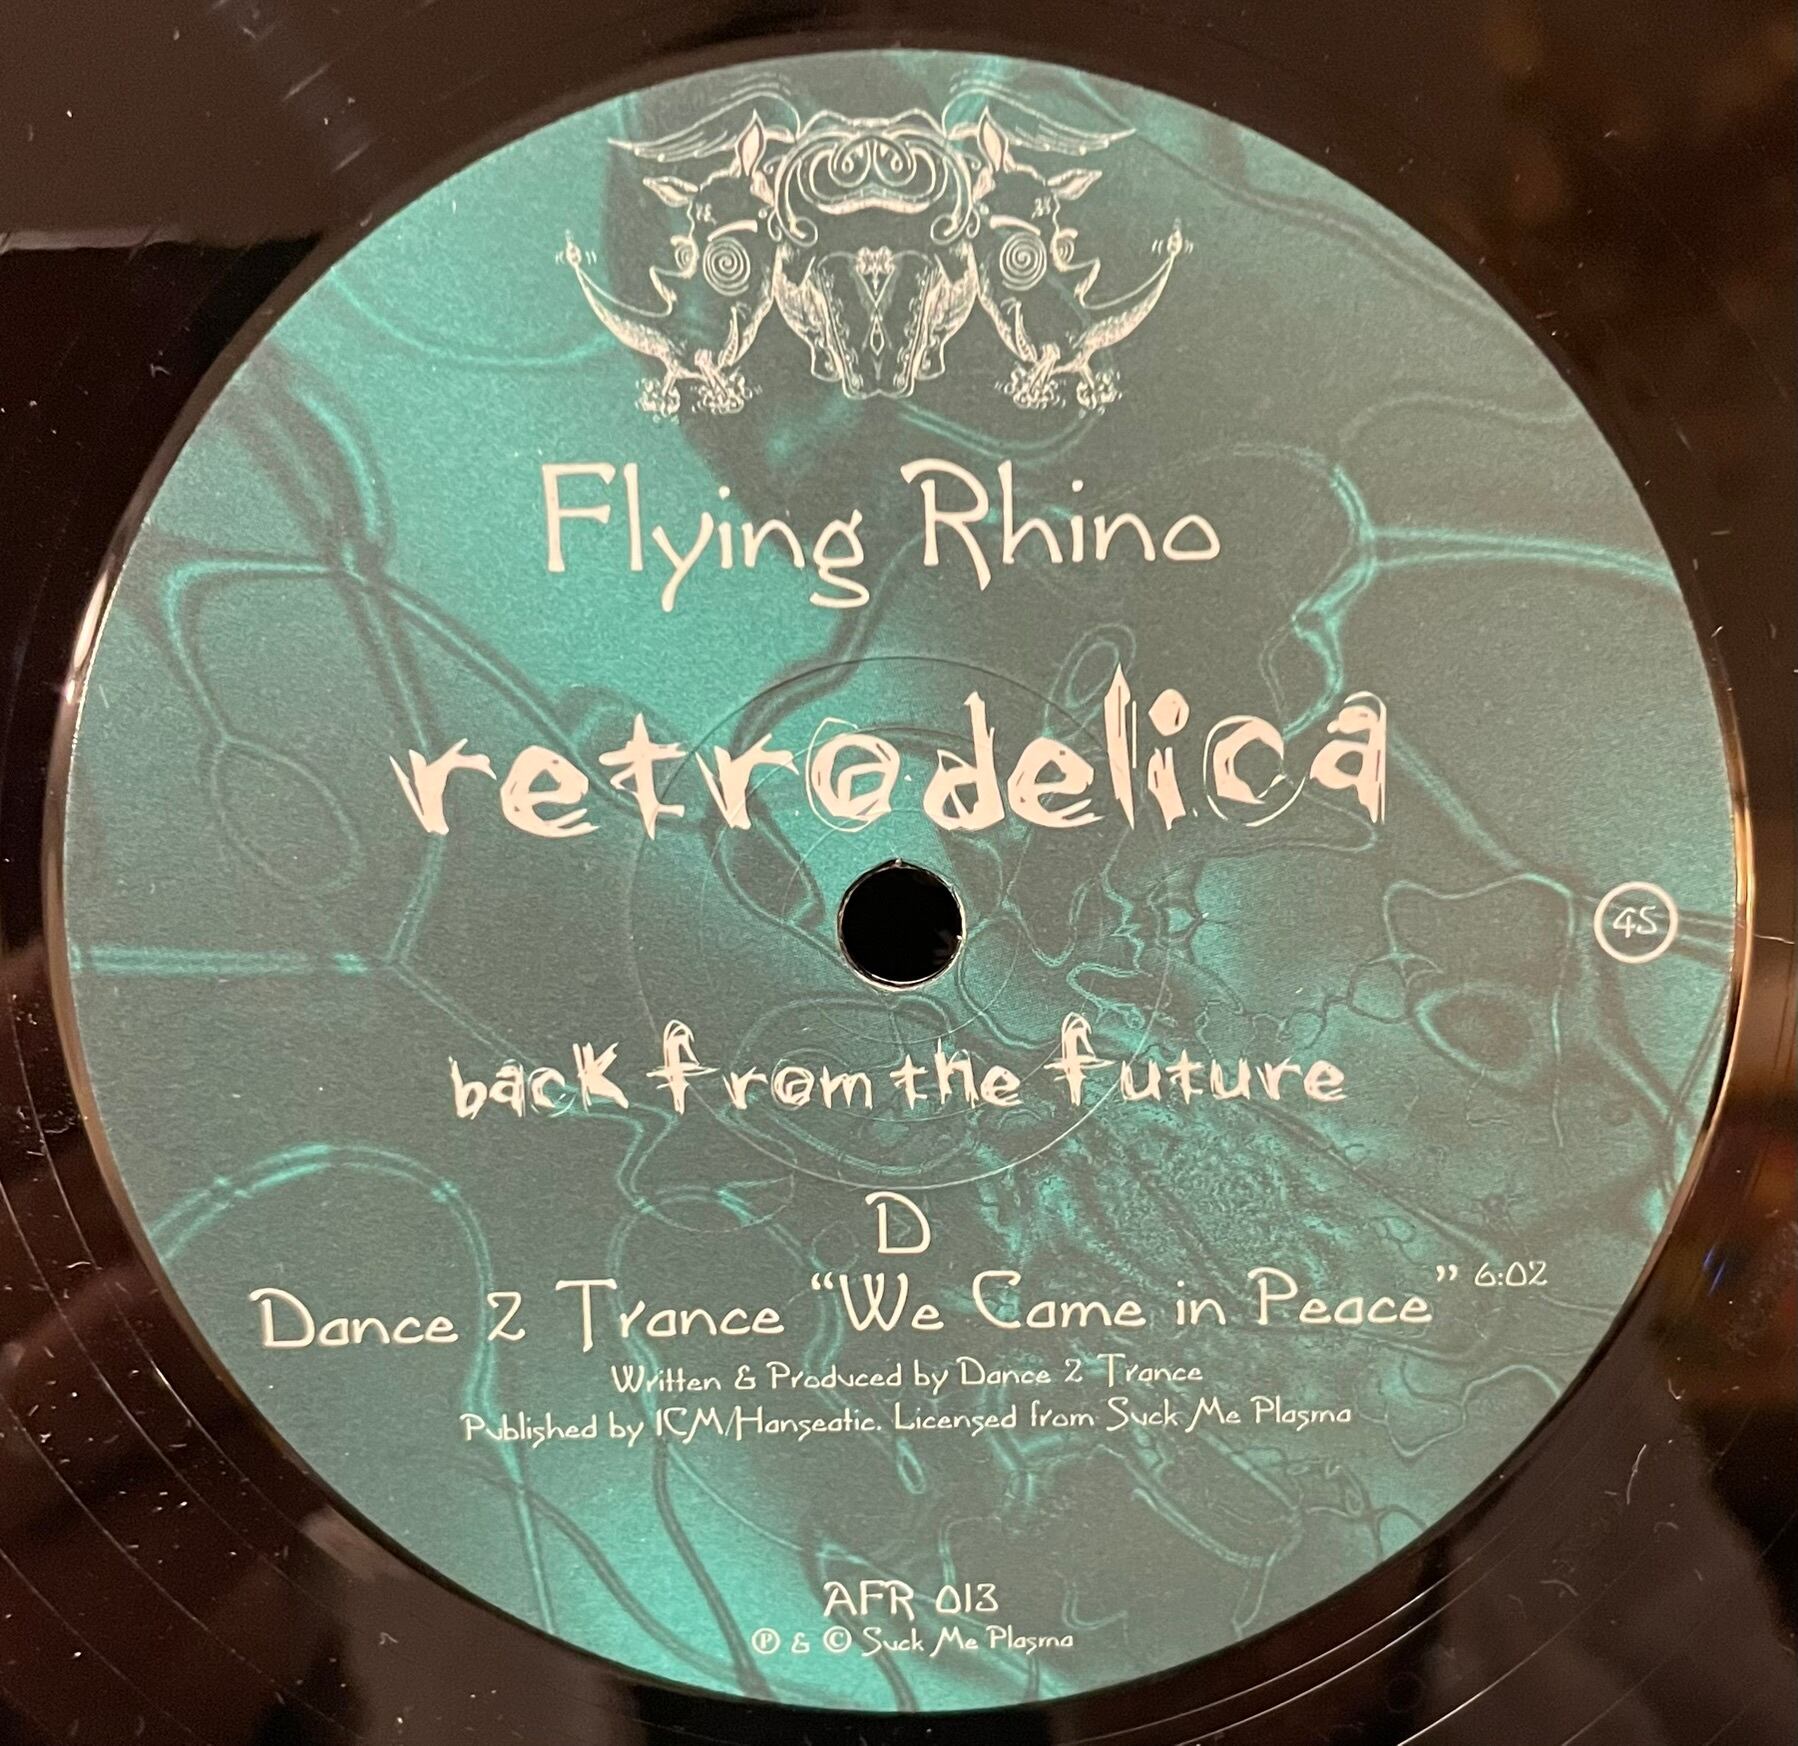 Flying Rhino
retrodelica
45
back from the future
D
Dance 2 Trance “We Came in Peace” 6:02
Written & Produced by Dance 2 Trance
Published by ICM/Hanseatic. Licensed from Suck Me Plasma
AFR 013
℗ & © Suck Me Plasma